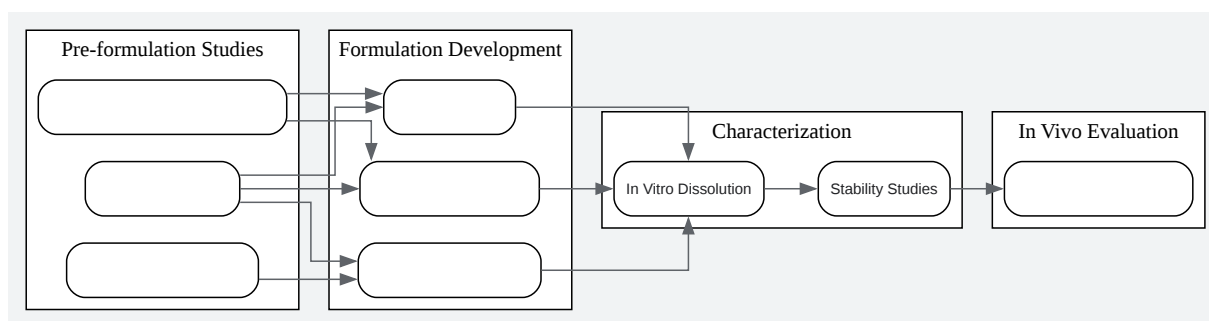 Pre-formulation Studies
Formulation Development
Characterization
In Vivo Evaluation
In Vitro Dissolution
Stability Studies